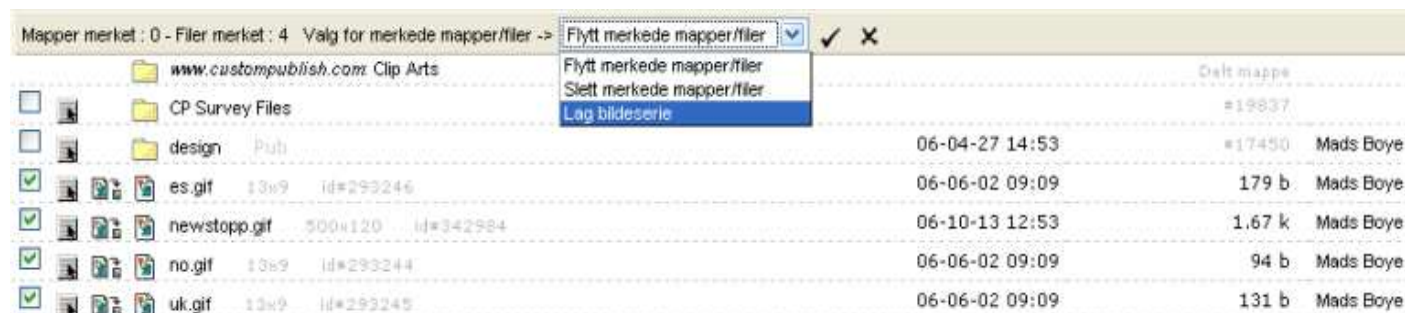 Mapper merket : 0 - Filer merket : 4 Valg for merkede mapper/filer -> Flytt merkede mapper/filer
Flytt merkede mapper/filer
Slett merkede mapper/filer
Lag bildeserie
www.custompublish.com Clip Arts Delt mappe
CP Survey Files #19837
design Pub 06-04-27 14:53 #17450 Mads Boye
es.gif 13x9 id#293246 06-06-02 09:09 179 b Mads Boye
newstopp.gif 500x120 id#342984 06-10-13 12:53 1.67 k Mads Boye
no.gif 13x9 id#293244 06-06-02 09:09 94 b Mads Boye
uk.gif 13x9 id#293245 06-06-02 09:09 131 b Mads Boye